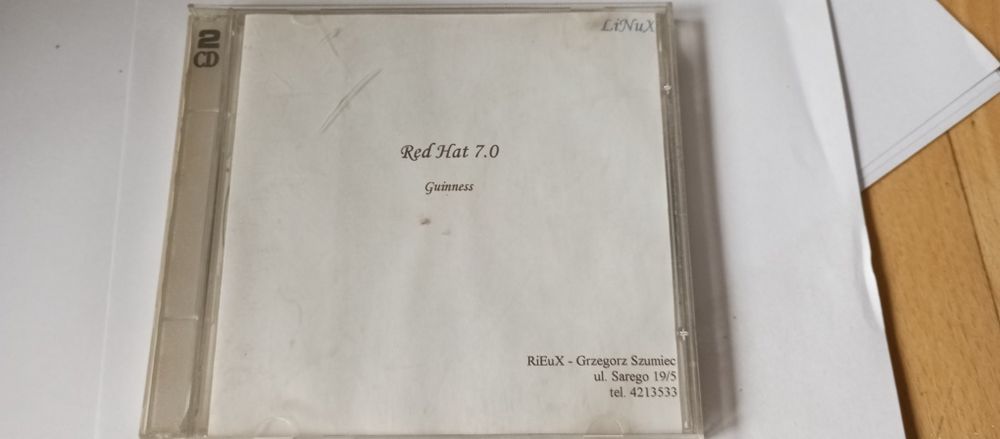 2
CD
LiNuX
Red Hat 7.0
Guinness
RiEuX - Grzegorz Szumiec
ul. Sarego 19/5
tel. 4213533